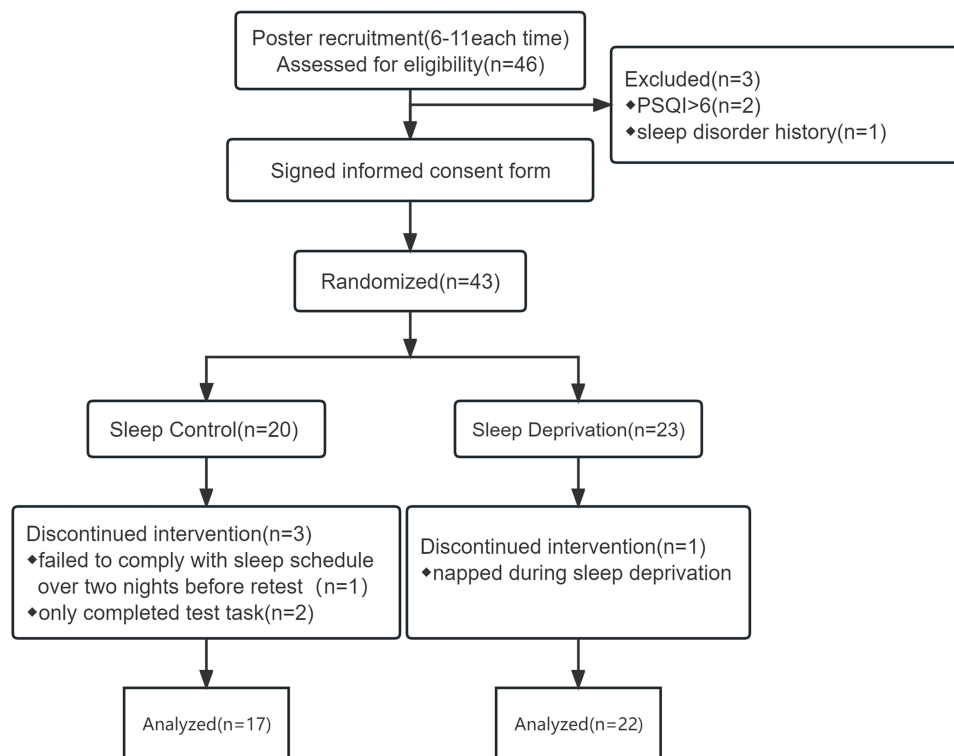 Poster recruitment(6-11each time)
Assessed for eligibility(n=46)
Excluded(n=3)
◆PSQI>6(n=2)
◆sleep disorder history(n=1)
Signed informed consent form
Randomized(n=43)
Sleep Control(n=20)
Sleep Deprivation(n=23)
Discontinued intervention(n=3)
◆failed to comply with sleep schedule
over two nights before retest（n=1）
◆only completed test task(n=2)
Discontinued intervention(n=1)
◆napped during sleep deprivation
Analyzed(n=17)
Analyzed(n=22)